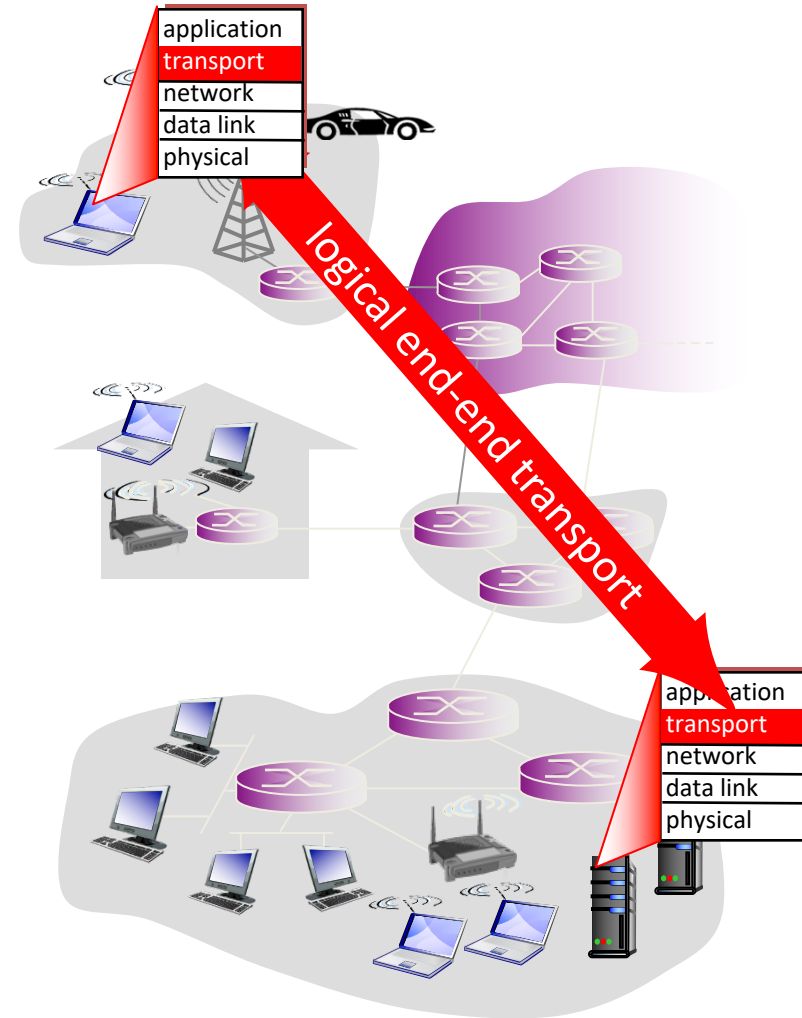 application
transport
network
data link
physical
logical end-end transport
application
transport
network
data link
physical